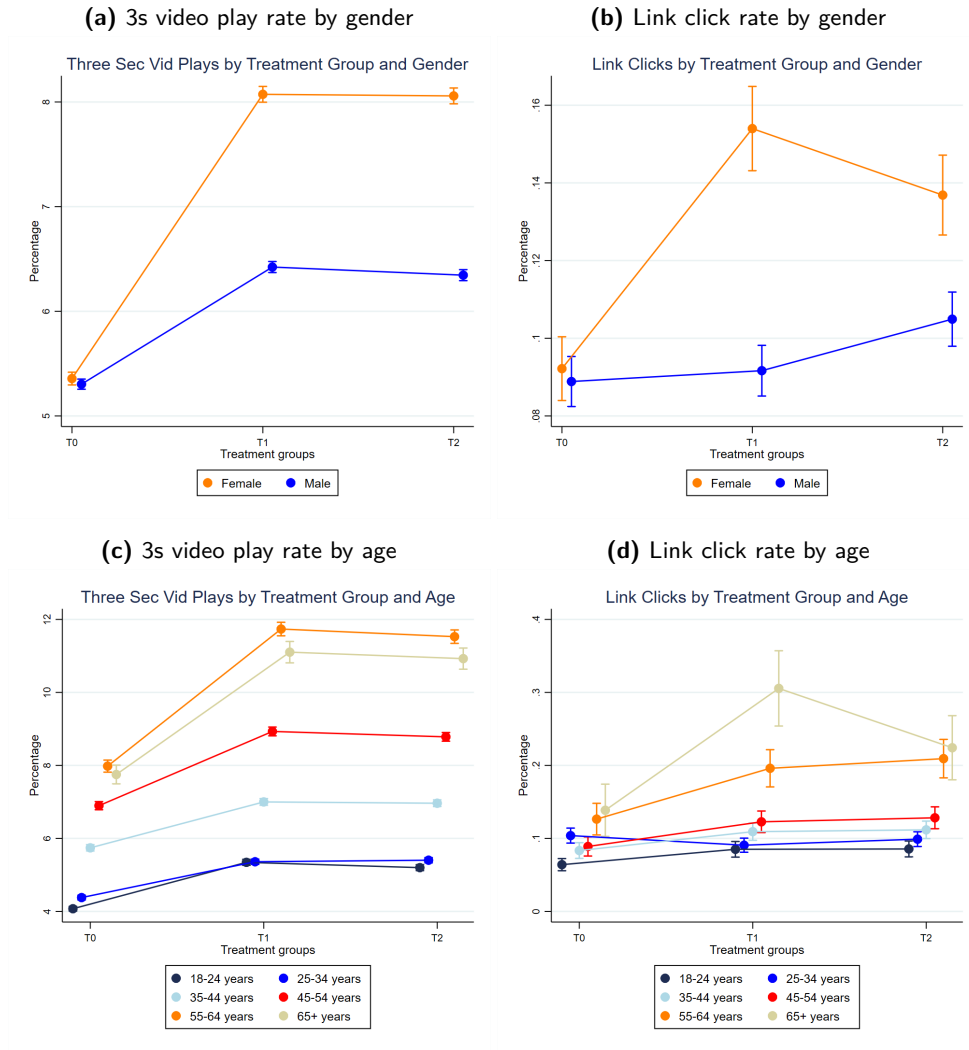 (a) 3s video play rate by gender
Three Sec Vid Plays by Treatment Group and Gender
Percentage
8
7
6
5
T0 T1 T2
Treatment groups
Female Male
(b) Link click rate by gender
Link Clicks by Treatment Group and Gender
Percentage
.16
.14
.12
.1
.08
T0 T1 T2
Treatment groups
Female Male
(c) 3s video play rate by age
Three Sec Vid Plays by Treatment Group and Age
Percentage
12
10
8
6
4
T0 T1 T2
Treatment groups
18-24 years 25-34 years
35-44 years 45-54 years
55-64 years 65+ years
(d) Link click rate by age
Link Clicks by Treatment Group and Age
Percentage
.4
.3
.2
.1
0
T0 T1 T2
Treatment groups
18-24 years 25-34 years
35-44 years 45-54 years
55-64 years 65+ years